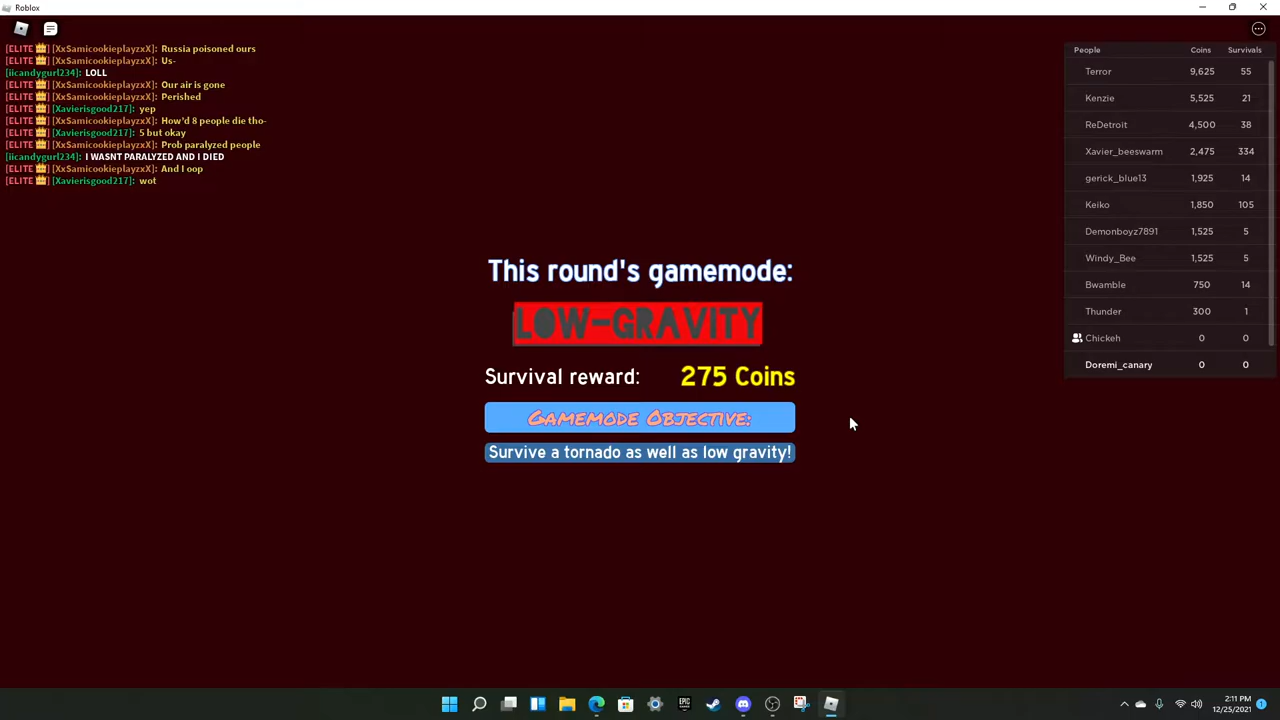 Roblox
[ELITE 👑] [XxSamicookieplayzxX]: Russia poisoned ours
[ELITE 👑] [XxSamicookieplayzxX]: Us-
[iicandygurl234]: LOLL
[ELITE 👑] [XxSamicookieplayzxX]: Our air is gone
[ELITE 👑] [XxSamicookieplayzxX]: Perished
[ELITE 👑] [Xavierisgood217]: yep
[ELITE 👑] [XxSamicookieplayzxX]: How'd 8 people die tho-
[ELITE 👑] [Xavierisgood217]: 5 but okay
[ELITE 👑] [XxSamicookieplayzxX]: Prob paralyzed people
[iicandygurl234]: I WASNT PARALYZED AND I DIED
[ELITE 👑] [XxSamicookieplayzxX]: And I oop
[ELITE 👑] [Xavierisgood217]: wot
People Coins Survivals
Terror 9,625 55
Kenzie 5,525 21
ReDetroit 4,500 38
Xavier_beeswarm 2,475 334
gerick_blue13 1,925 14
Keiko 1,850 105
Demonboyz7891 1,525 5
Windy_Bee 1,525 5
Bwamble 750 14
Thunder 300 1
Chickeh 0 0
Doremi_canary 0 0
This round's gamemode:
LOW-GRAVITY
Survival reward: 275 Coins
Gamemode Objective:
Survive a tornado as well as low gravity!
EPIC
2:11 PM
12/25/2021